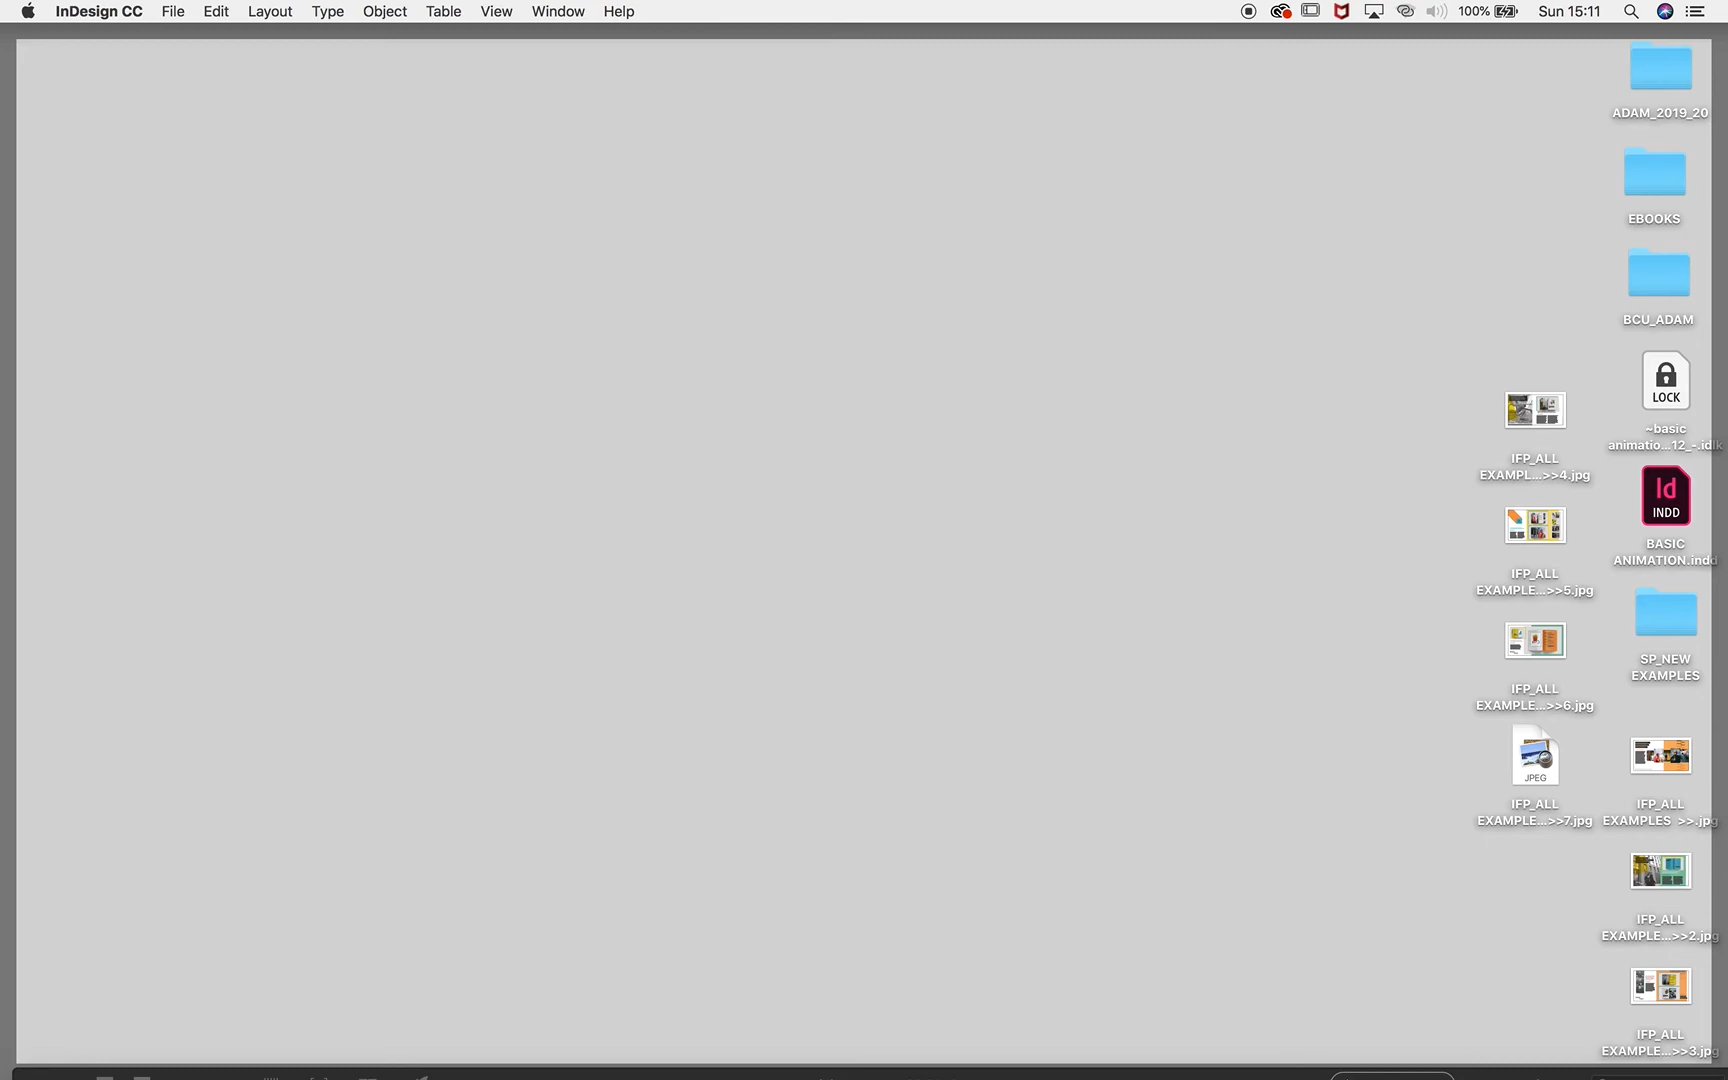 InDesign CC File Edit Layout Type Object Table View Window Help 100% Sun 15:11
ADAM_2019_20
EBOOKS
BCU_ADAM
LOCK
~basic
animatio...12_-.idlk
IFP_ALL
EXAMPL...>>4.jpg
Id
INDD
BASIC
ANIMATION.indd
IFP_ALL
EXAMPLE...>>5.jpg
SP_NEW
EXAMPLES
IFP_ALL
EXAMPLE...>>6.jpg
JPEG
IFP_ALL
EXAMPLE...>>7.jpg
IFP_ALL
EXAMPLES >>.jpg
IFP_ALL
EXAMPLE...>>2.jpg
IFP_ALL
EXAMPLE...>>3.jpg